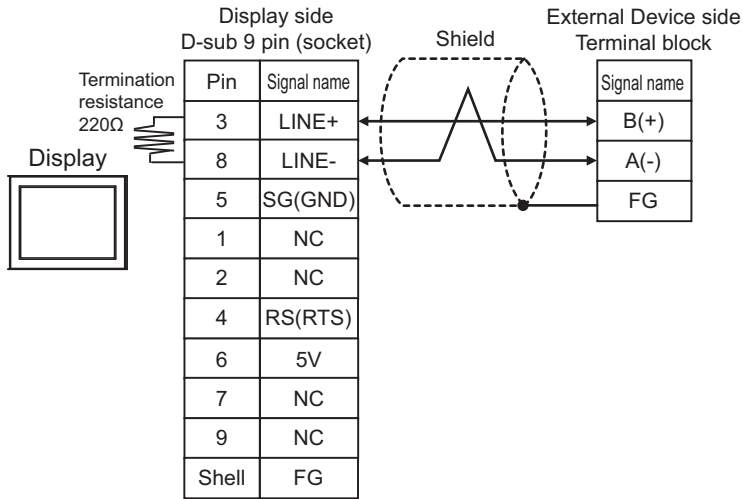 Display side
D-sub 9 pin (socket)
Shield
External Device side
Terminal block
Termination
resistance
220Ω
Display
Pin Signal name
3 LINE+
8 LINE-
5 SG(GND)
1 NC
2 NC
4 RS(RTS)
6 5V
7 NC
9 NC
Shell FG
Signal name
B(+)
A(-)
FG